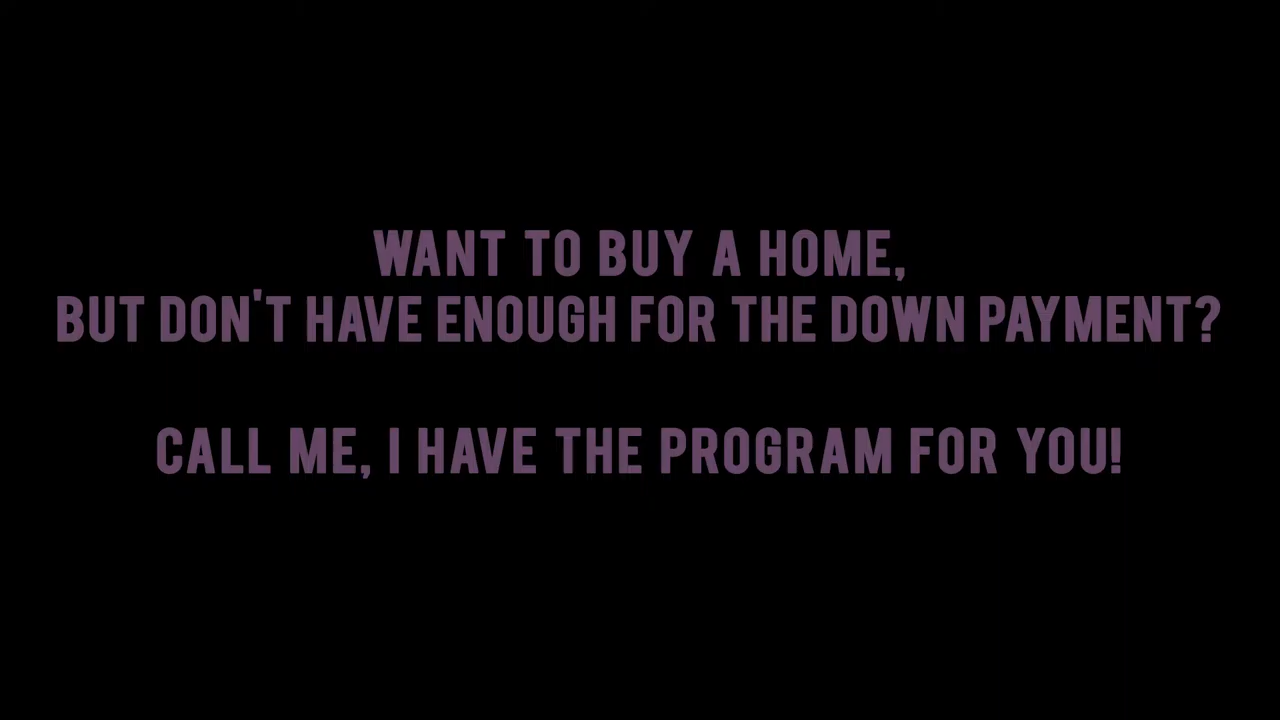 WANT TO BUY A HOME,
BUT DON'T HAVE ENOUGH FOR THE DOWN PAYMENT?
CALL ME, I HAVE THE PROGRAM FOR YOU!